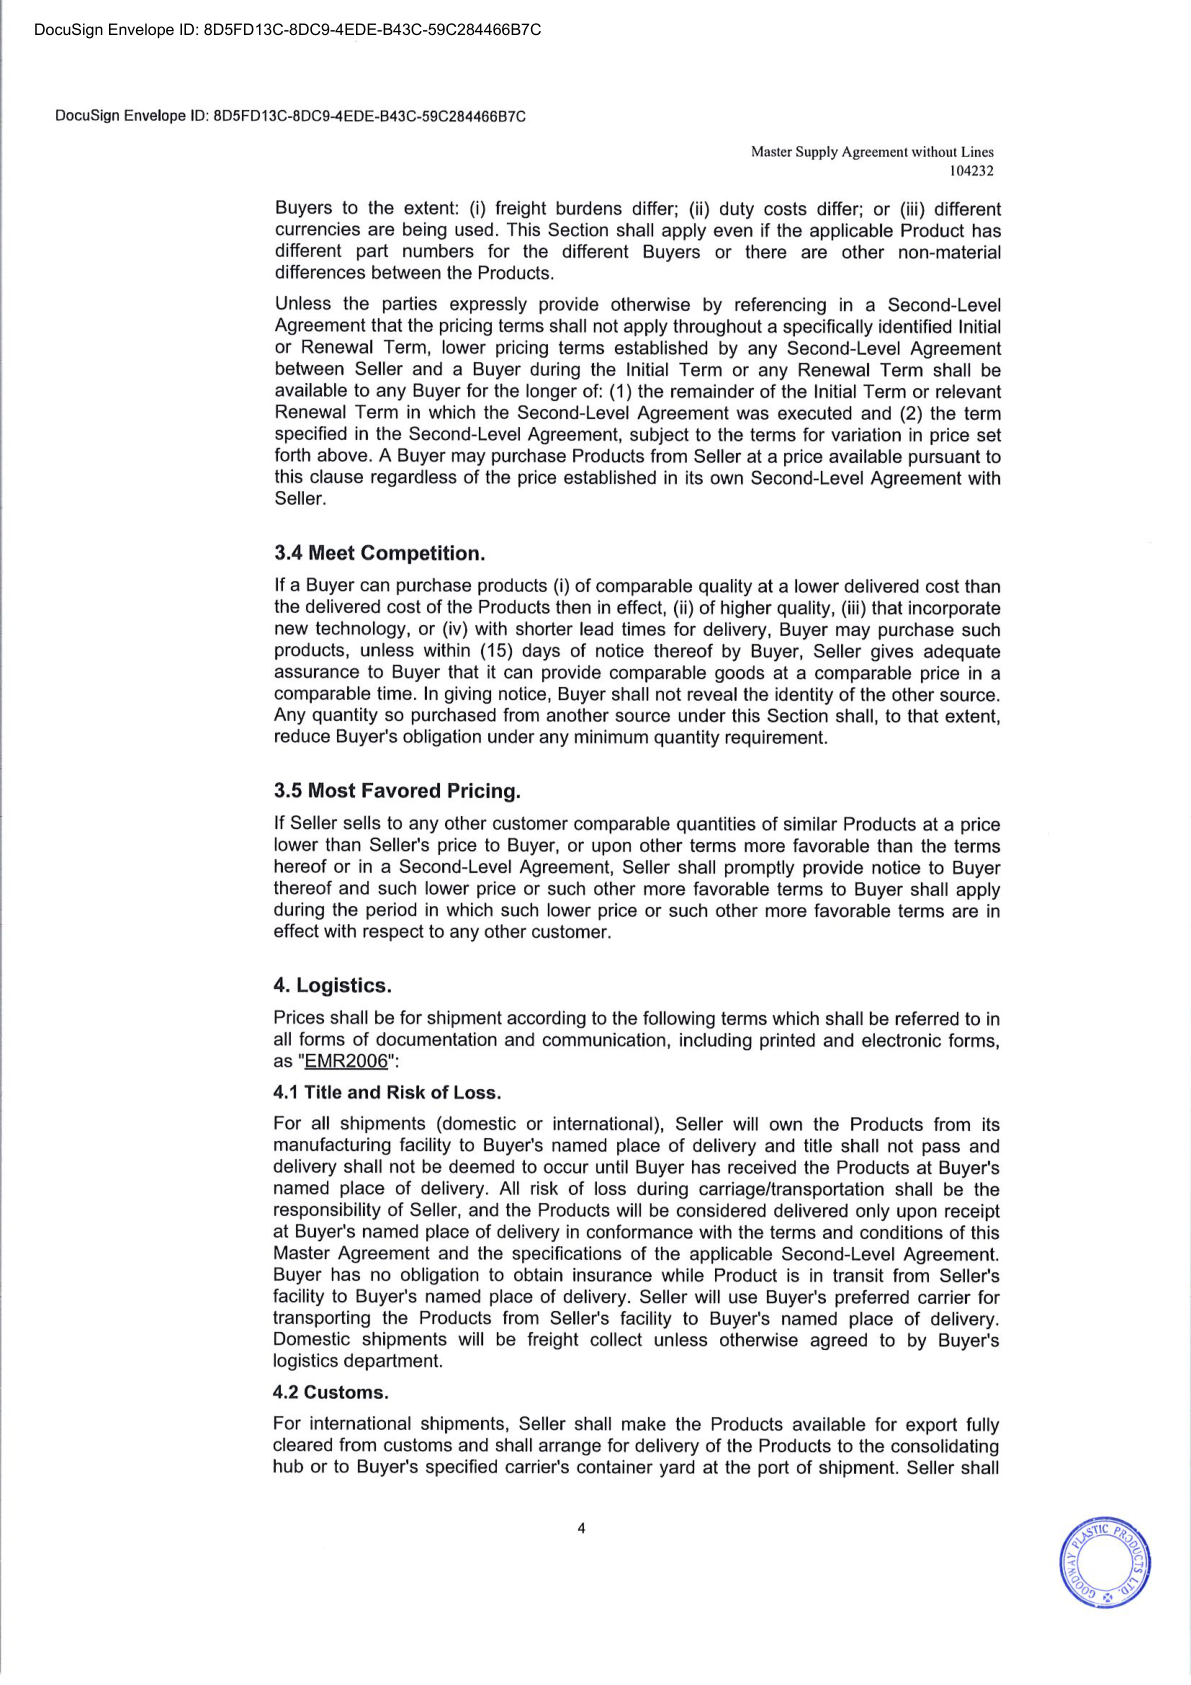 DocuSign Envelope ID: 8D5FD13C-8DC9-4EDE-B43C-59C284466B7C
DocuSign Envelope ID: 8D5FD13C-8DC9-4EDE-B43C-59C284466B7C
Master Supply Agreement without Lines
104232
Buyers to the extent: (i) freight burdens differ; (ii) duty costs differ; or (iii) different
currencies are being used. This Section shall apply even if the applicable Product has
different part numbers for the different Buyers or there are other non-material
differences between the Products.
Unless the parties expressly provide otherwise by referencing in a Second-Level
Agreement that the pricing terms shall not apply throughout a specifically identified Initial
or Renewal Term, lower pricing terms established by any Second-Level Agreement
between Seller and a Buyer during the Initial Term or any Renewal Term shall be
available to any Buyer for the longer of: (1) the remainder of the Initial Term or relevant
Renewal Term in which the Second-Level Agreement was executed and (2) the term
specified in the Second-Level Agreement, subject to the terms for variation in price set
forth above. A Buyer may purchase Products from Seller at a price available pursuant to
this clause regardless of the price established in its own Second-Level Agreement with
Seller.
3.4 Meet Competition.
If a Buyer can purchase products (i) of comparable quality at a lower delivered cost than
the delivered cost of the Products then in effect, (ii) of higher quality, (iii) that incorporate
new technology, or (iv) with shorter lead times for delivery, Buyer may purchase such
products, unless within (15) days of notice thereof by Buyer, Seller gives adequate
assurance to Buyer that it can provide comparable goods at a comparable price in a
comparable time. In giving notice, Buyer shall not reveal the identity of the other source.
Any quantity so purchased from another source under this Section shall, to that extent,
reduce Buyer's obligation under any minimum quantity requirement.
3.5 Most Favored Pricing.
If Seller sells to any other customer comparable quantities of similar Products at a price
lower than Seller's price to Buyer, or upon other terms more favorable than the terms
hereof or in a Second-Level Agreement, Seller shall promptly provide notice to Buyer
thereof and such lower price or such other more favorable terms to Buyer shall apply
during the period in which such lower price or such other more favorable terms are in
effect with respect to any other customer.
4. Logistics.
Prices shall be for shipment according to the following terms which shall be referred to in
all forms of documentation and communication, including printed and electronic forms,
as "EMR2006":
4.1 Title and Risk of Loss.
For all shipments (domestic or international), Seller will own the Products from its
manufacturing facility to Buyer's named place of delivery and title shall not pass and
delivery shall not be deemed to occur until Buyer has received the Products at Buyer's
named place of delivery. All risk of loss during carriage/transportation shall be the
responsibility of Seller, and the Products will be considered delivered only upon receipt
at Buyer's named place of delivery in conformance with the terms and conditions of this
Master Agreement and the specifications of the applicable Second-Level Agreement.
Buyer has no obligation to obtain insurance while Product is in transit from Seller's
facility to Buyer's named place of delivery. Seller will use Buyer's preferred carrier for
transporting the Products from Seller's facility to Buyer's named place of delivery.
Domestic shipments will be freight collect unless otherwise agreed to by Buyer's
logistics department.
4.2 Customs.
For international shipments, Seller shall make the Products available for export fully
cleared from customs and shall arrange for delivery of the Products to the consolidating
hub or to Buyer's specified carrier's container yard at the port of shipment. Seller shall
4
GOODWAY PLASTIC PRODUCTS LTD.